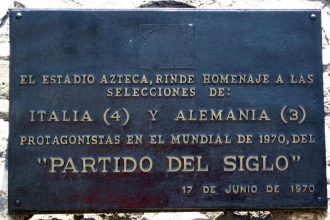 EL ESTADIO AZTECA, RINDE HOMENAJE A LAS
SELECCIONES DE:
ITALIA (4) Y ALEMANIA (3)
PROTAGONISTAS EN EL MUNDIAL DE 1970, DEL
"PARTIDO DEL SIGLO"
17 DE JUNIO DE 1970